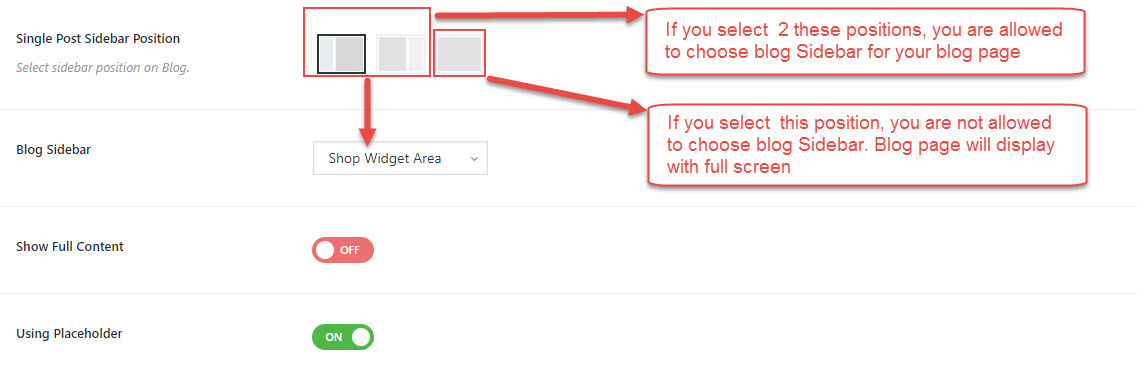 Single Post Sidebar Position
Select sidebar position on Blog.
If you select  2 these positions, you are allowed
to choose blog Sidebar for your blog page
If you select  this position, you are not allowed
to choose blog Sidebar. Blog page will display
with full screen
Blog Sidebar
Shop Widget Area
Show Full Content
OFF
Using Placeholder
ON